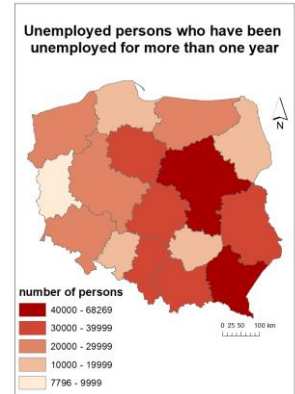 Unemployed persons who have been
unemployed for more than one year
N
number of persons
40000 - 68269
30000 - 39999
20000 - 29999
10000 - 19999
7796 - 9999
0 25 50 100 km